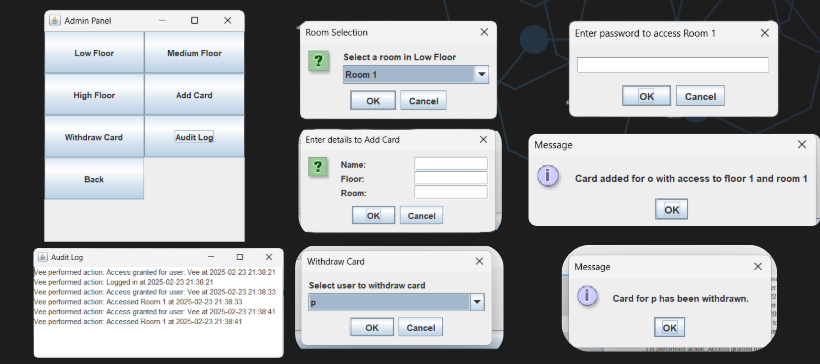 Admin Panel
Low Floor
Medium Floor
High Floor
Add Card
Withdraw Card
Audit Log
Back
Room Selection
Select a room in Low Floor
Room 1
OK
Cancel
Enter password to access Room 1
OK
Cancel
Enter details to Add Card
Name:
Floor:
Room:
OK
Cancel
Message
Card added for o with access to floor 1 and room 1
OK
Audit Log
Vee performed action: Access granted for user: Vee at 2025-02-23 21:38:21
Vee performed action: Logged in at 2025-02-23 21:38:21
Vee performed action: Access granted for user: Vee at 2025-02-23 21:38:33
Vee performed action: Accessed Room 1 at 2025-02-23 21:38:33
Vee performed action: Access granted for user: Vee at 2025-02-23 21:38:41
Vee performed action: Accessed Room 1 at 2025-02-23 21:38:41
Withdraw Card
Select user to withdraw card
p
OK
Cancel
Message
Card for p has been withdrawn.
OK